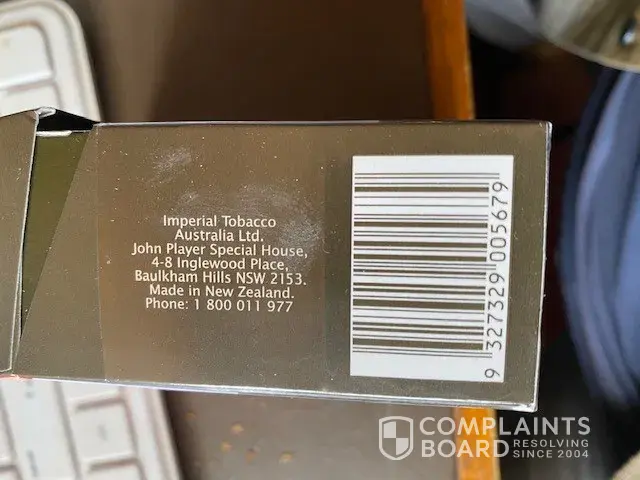 Imperial Tobacco
Australia Ltd.
John Player Special House,
4-8 Inglewood Place,
Baulkham Hills NSW 2153.
Made in New Zealand.
Phone: 1 800 011 977
9 327329 005679
COMPLAINTS
BOARD RESOLVING
SINCE 2004